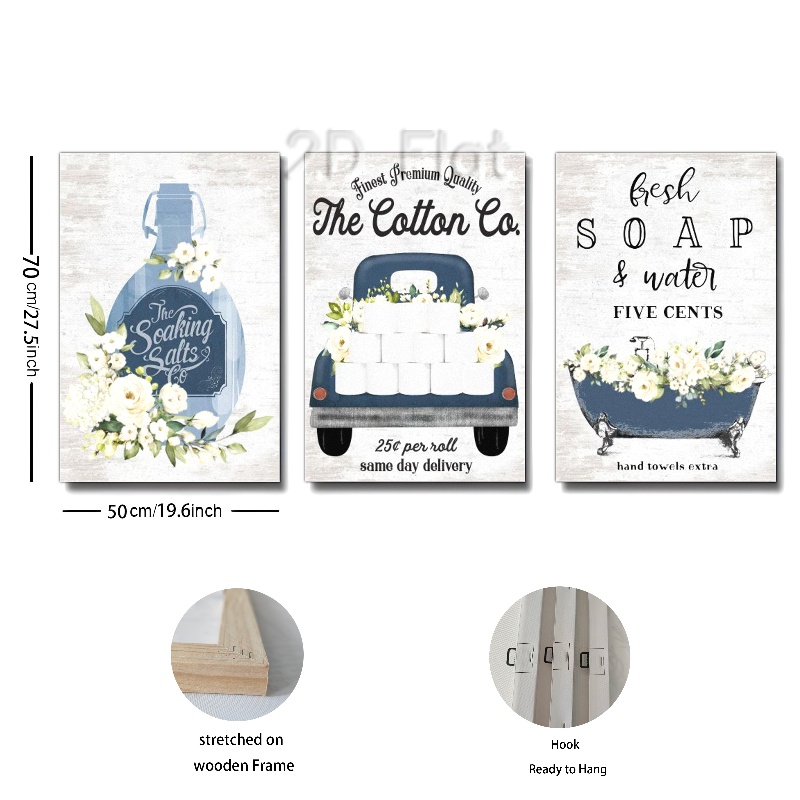 2D Flat
70cm/27.5inch
50cm/19.6inch
The
Soaking
Salts
Co
Finest Premium Quality
The Cotton Co.
25¢ per roll
same day delivery
fresh
SOAP
& water
FIVE CENTS
hand towels extra
stretched on
wooden Frame
Hook
Ready to Hang